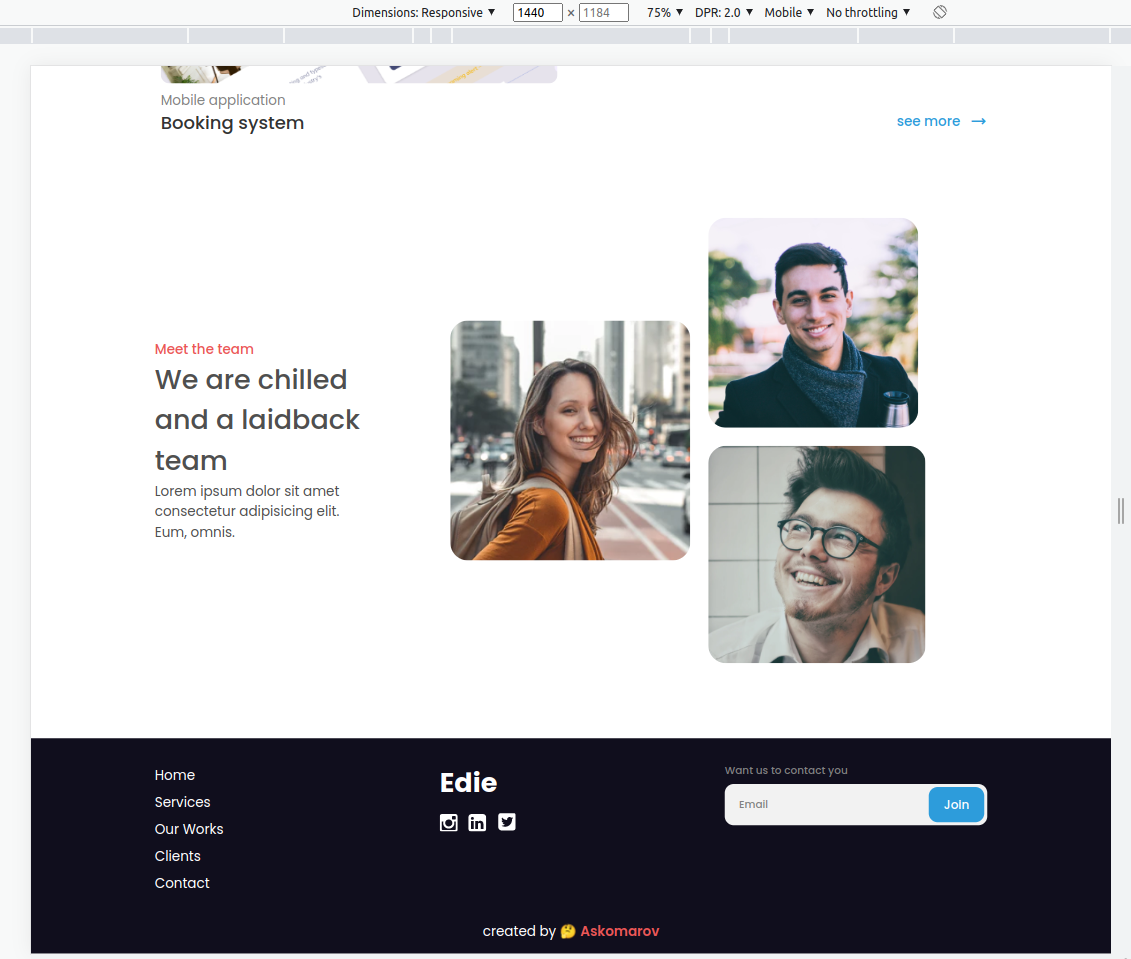 Dimensions: Responsive ▼ 1440 × 1184 75% ▼ DPR: 2.0 ▼ Mobile ▼ No throttling ▼
Mobile application
Booking system
see more →
Meet the team
We are chilled
and a laidback
team
Lorem ipsum dolor sit amet
consectetur adipisicing elit.
Eum, omnis.
Home
Services
Our Works
Clients
Contact
Edie
Want us to contact you
Email
Join
created by 🤔 Askomarov